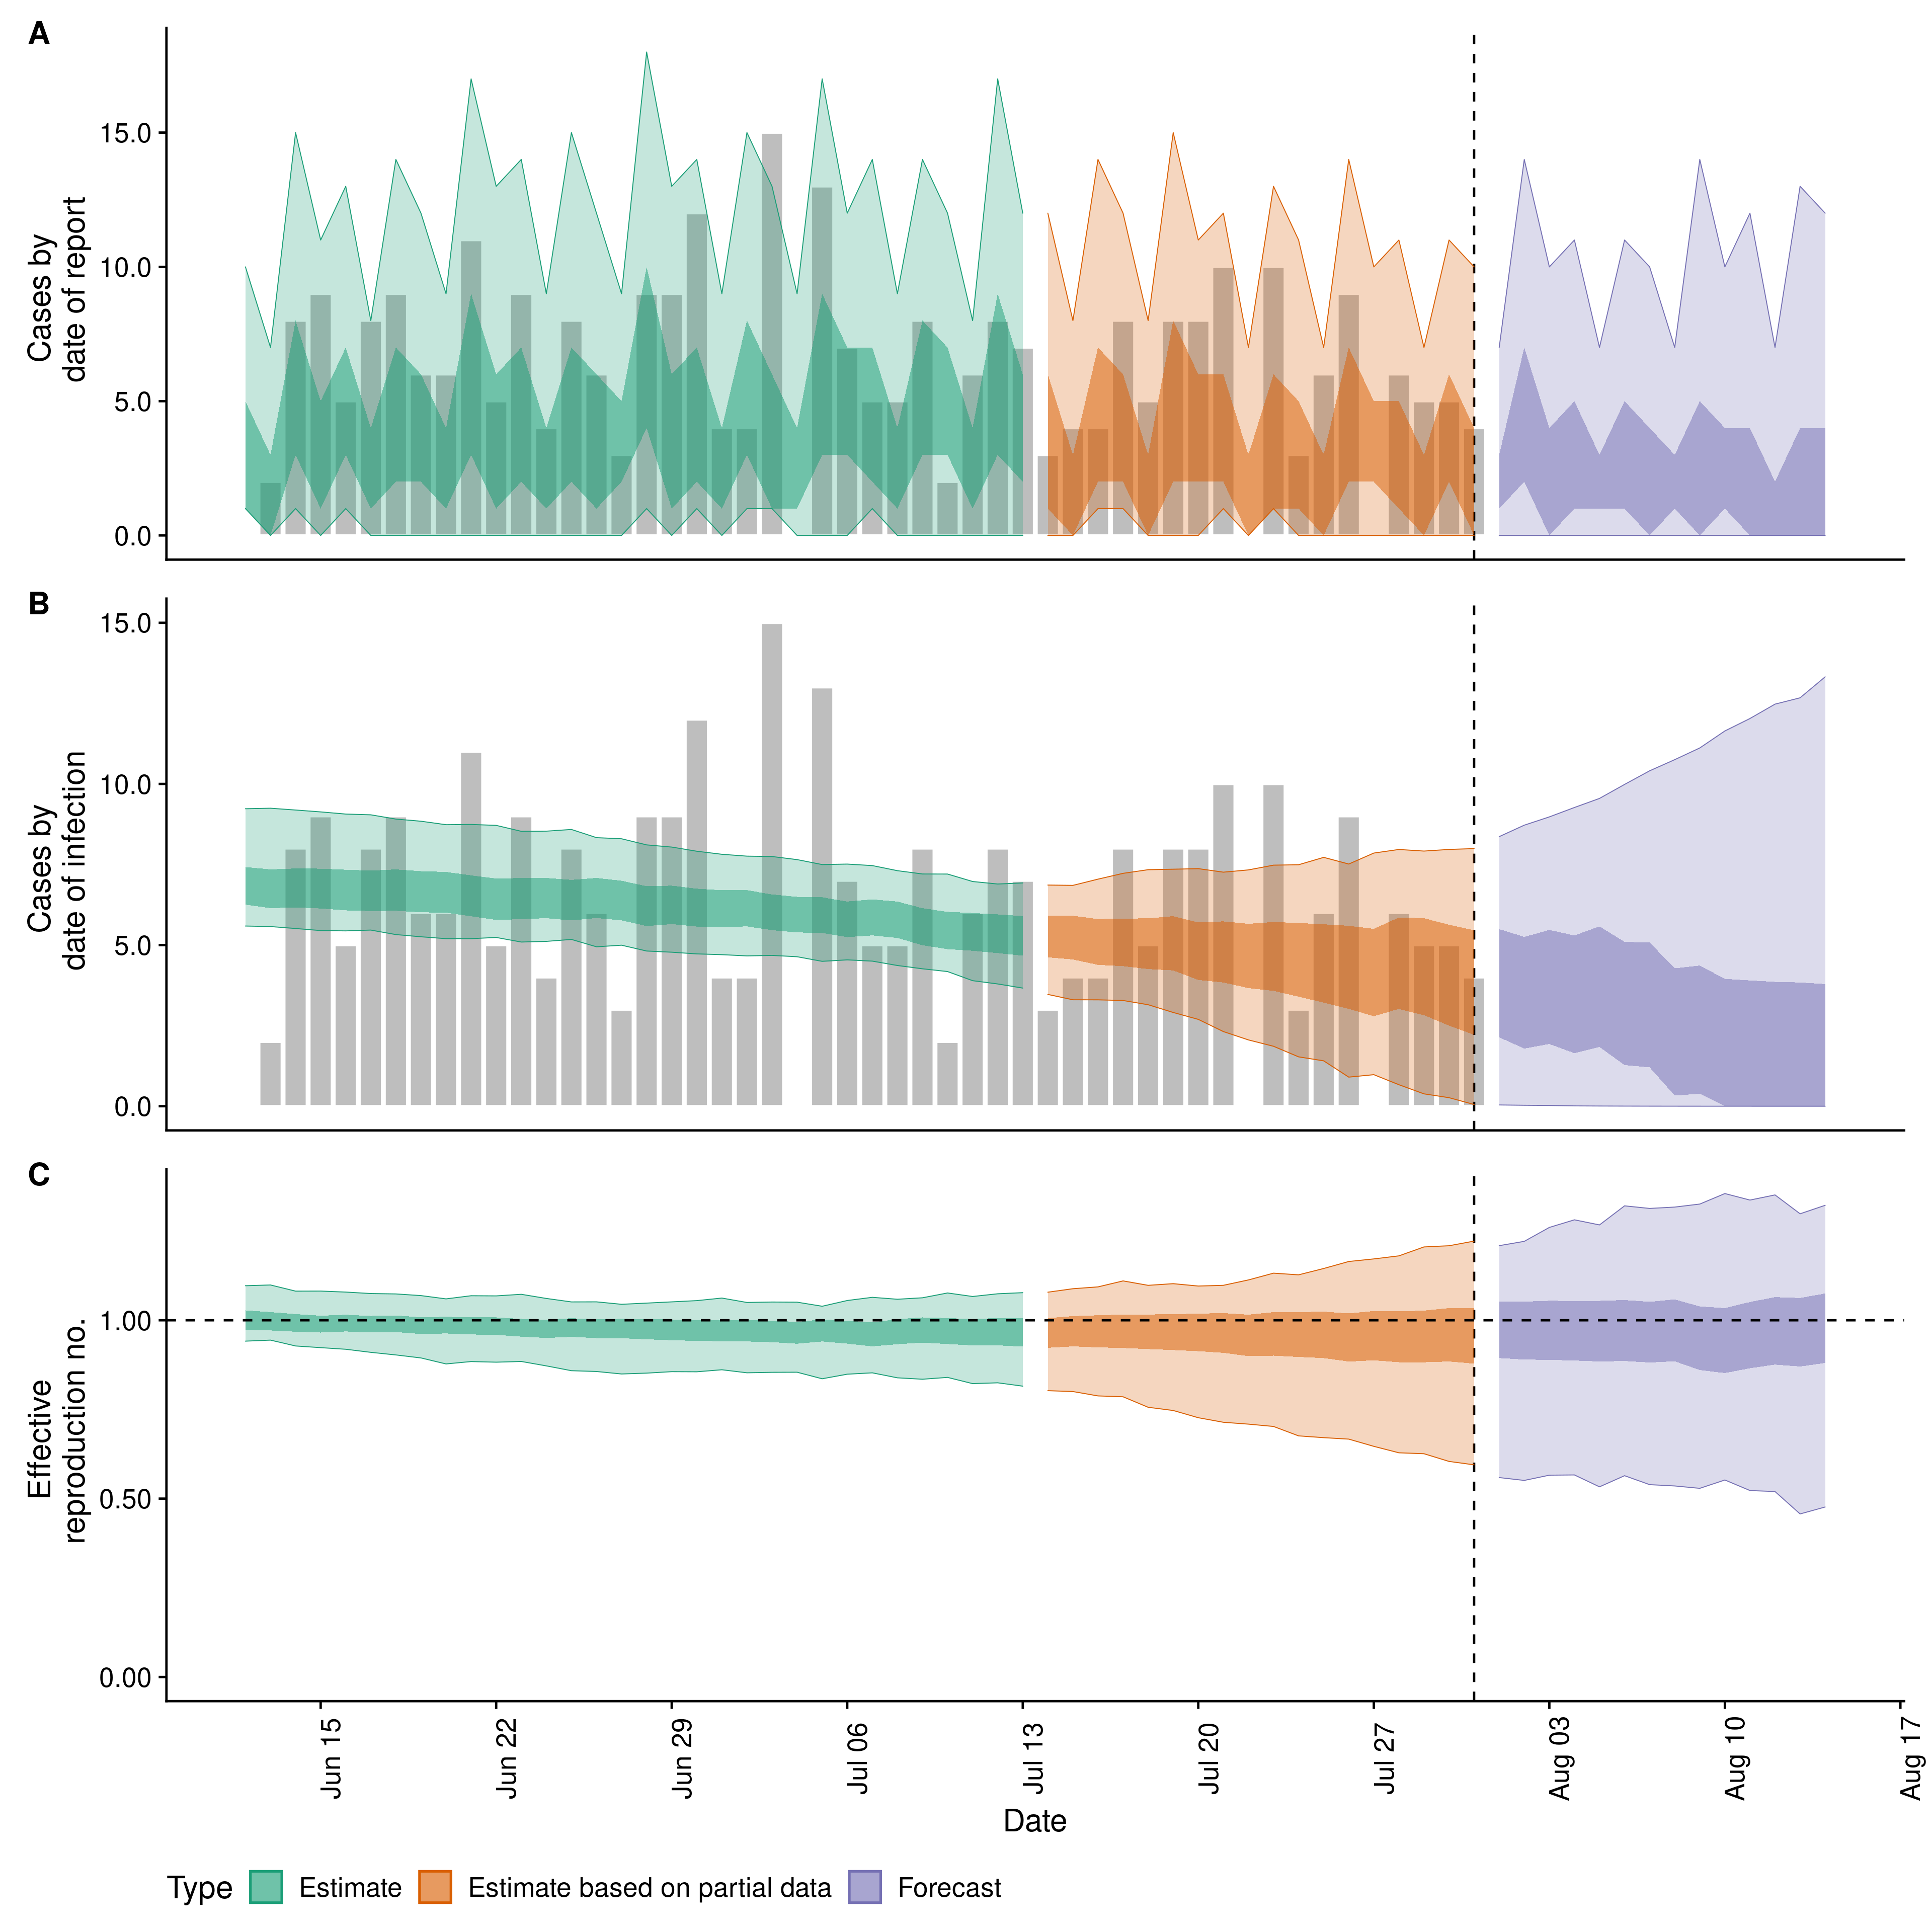 A
Cases by
date of report
15.0
10.0
5.0
0.0
B
Cases by
date of infection
15.0
10.0
5.0
0.0
C
Effective
reproduction no.
1.00
0.50
0.00
Jun 15
Jun 22
Jun 29
Jul 06
Jul 13
Jul 20
Jul 27
Aug 03
Aug 10
Aug 17
Date
Type
Estimate
Estimate based on partial data
Forecast